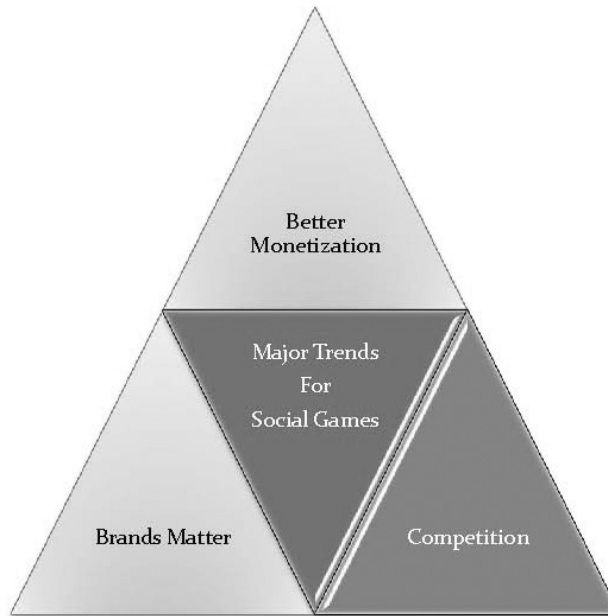 Better
Monetization
Major Trends
For
Social Games
Brands Matter
Competition